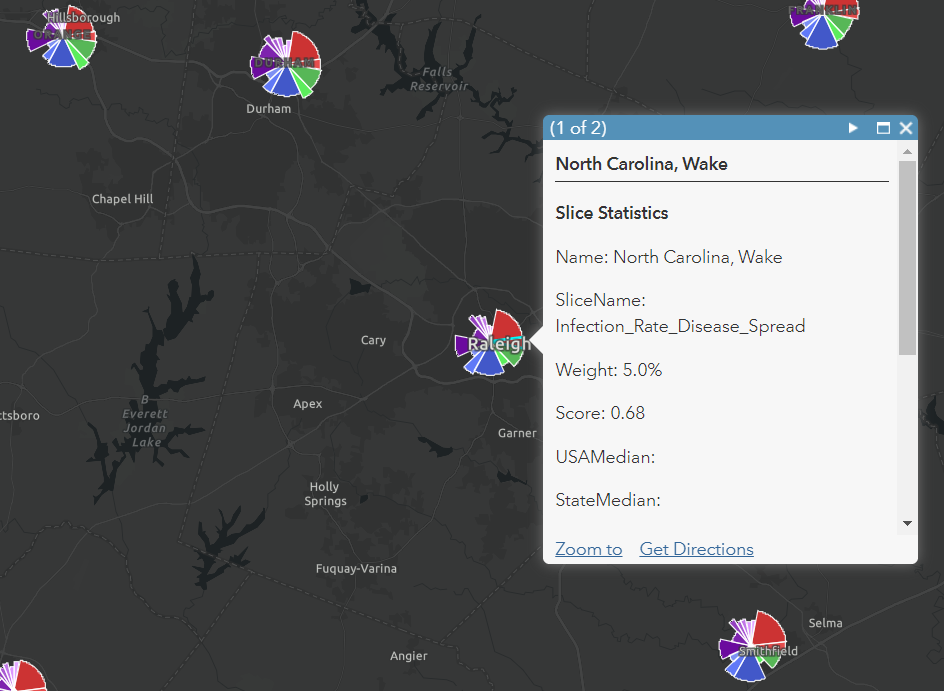 Hillsborough
ORANGE
FRANKLIN
DURHAM
Falls
Reservoir
Durham
(1 of 2)
North Carolina, Wake
Chapel Hill
Slice Statistics
Name: North Carolina, Wake
SliceName:
Infection_Rate_Disease_Spread
Cary
Raleigh
Weight: 5.0%
Apex
B
Everett
Jordan
Lake
ttsboro
Score: 0.68
Garner
USAMedian:
Holly
Springs
StateMedian:
Zoom to Get Directions
Fuquay-Varina
Selma
Smithfield
Angier